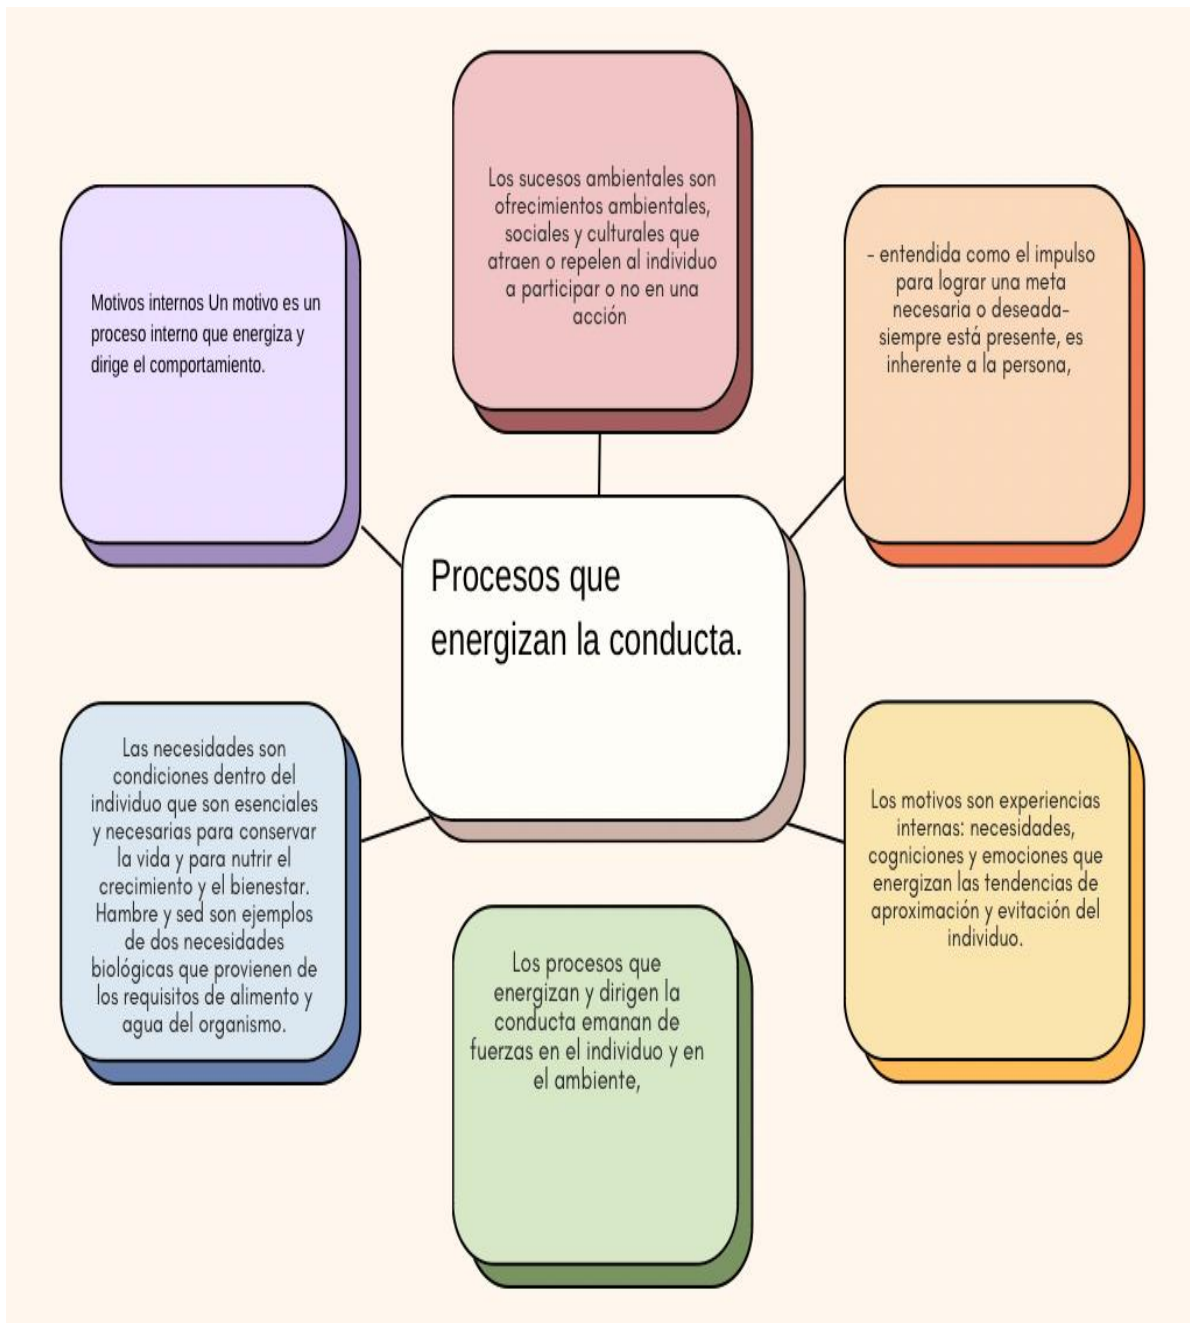 Los sucesos ambientales son
ofrecimientos ambientales,
sociales y culturales que
atraen o repelen al individuo
a participar o no en una
acción
Motivos internos Un motivo es un
proceso interno que energiza y
dirige el comportamiento.
- entendida como el impulso
para lograr una meta
necesaria o deseada-
siempre está presente, es
inherente a la persona,
Procesos que
energizan la conducta.
Las necesidades son
condiciones dentro del
individuo que son esenciales
y necesarias para conservar
la vida y para nutrir el
crecimiento y el bienestar.
Hambre y sed son ejemplos
de dos necesidades
biológicas que provienen de
los requisitos de alimento y
agua del organismo.
Los motivos son experiencias
internas: necesidades,
cogniciones y emociones que
energizan las tendencias de
aproximación y evitación del
individuo.
Los procesos que
energizan y dirigen la
conducta emanan de
fuerzas en el individuo y en
el ambiente,